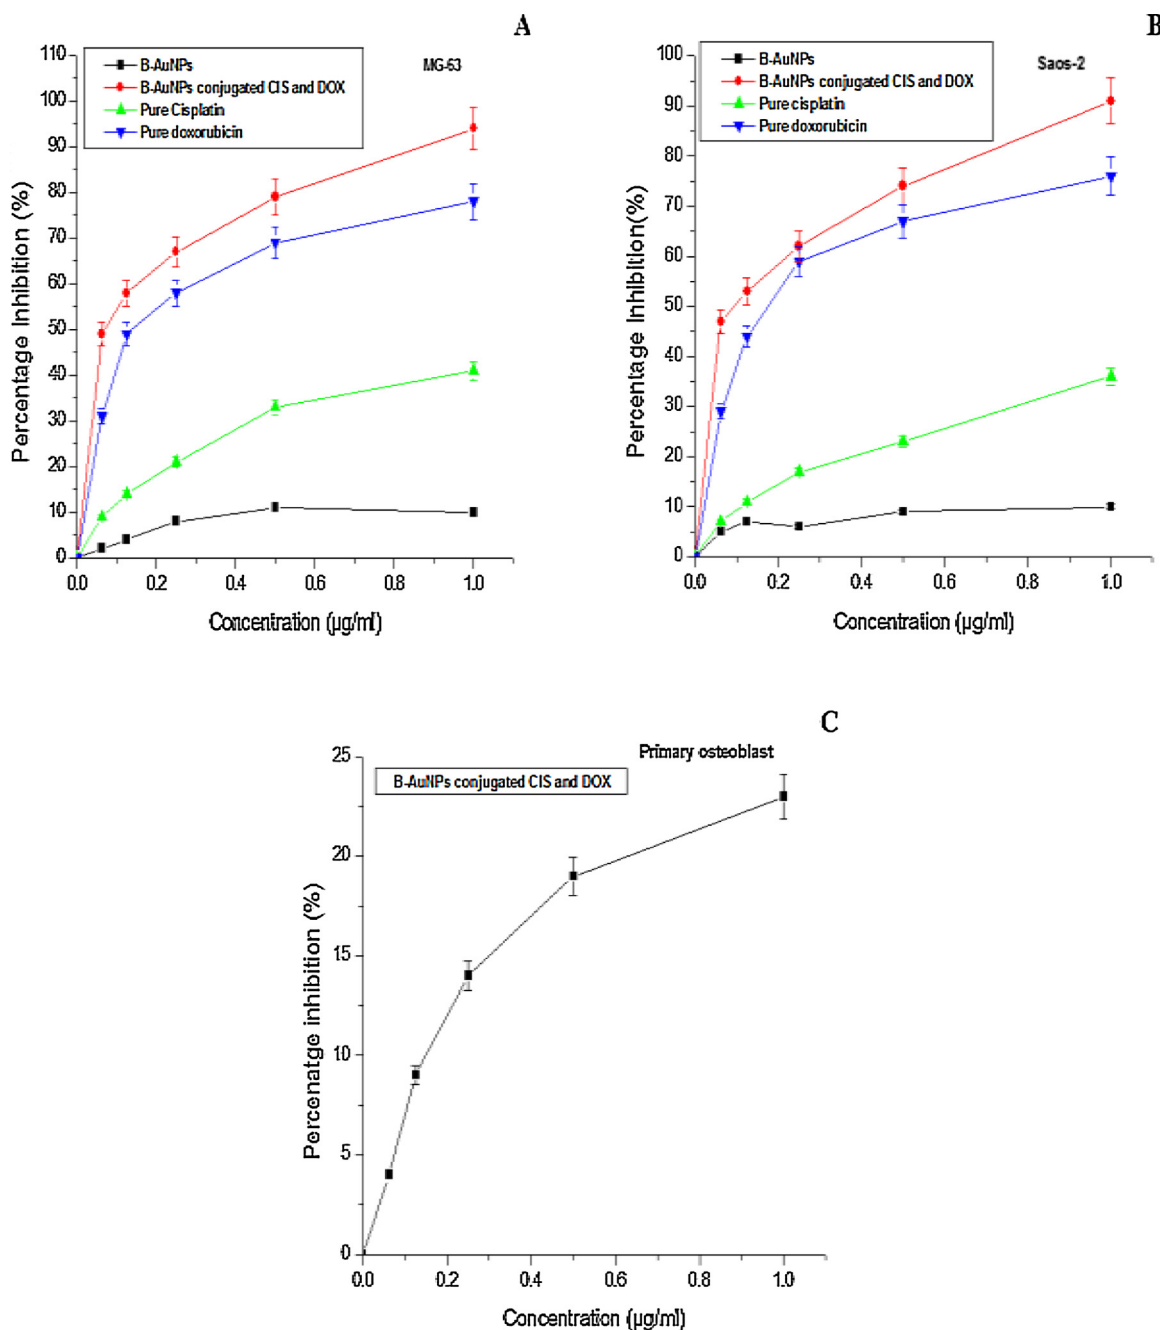 A
110
100
90
80
70
60
50
40
30
20
10
0
B-AuNPs
B-AuNPs conjugated CIS and DOX
Pure Cisplatin
Pure doxorubicin
MG-63
Percentage Inhibition (%)
0.0 0.2 0.4 0.6 0.8 1.0
Concentration (µg/ml)
B
100
90
80
70
60
50
40
30
20
10
0
B-AuNPs
B-AuNPs conjugated CIS and DOX
Pure cisplatin
Pure doxorubicin
Saos-2
Percentage Inhibition(%)
0.0 0.2 0.4 0.6 0.8 1.0
Concentration (µg/ml)
C
25
20
15
10
5
0
Primary osteoblast
B-AuNPs conjugated CIS and DOX
Percenatge inhibition (%)
0.0 0.2 0.4 0.6 0.8 1.0
Concentration (µg/ml)